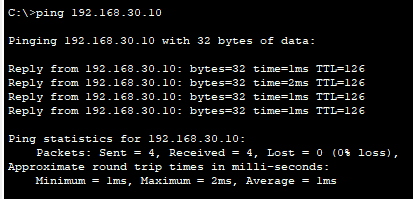 C:\>ping 192.168.30.10
Pinging 192.168.30.10 with 32 bytes of data:
Reply from 192.168.30.10: bytes=32 time=1ms TTL=126
Reply from 192.168.30.10: bytes=32 time=2ms TTL=126
Reply from 192.168.30.10: bytes=32 time=1ms TTL=126
Reply from 192.168.30.10: bytes=32 time=1ms TTL=126
Ping statistics for 192.168.30.10:
Packets: Sent = 4, Received = 4, Lost = 0 (0% loss),
Approximate round trip times in milli-seconds:
Minimum = 1ms, Maximum = 2ms, Average = 1ms